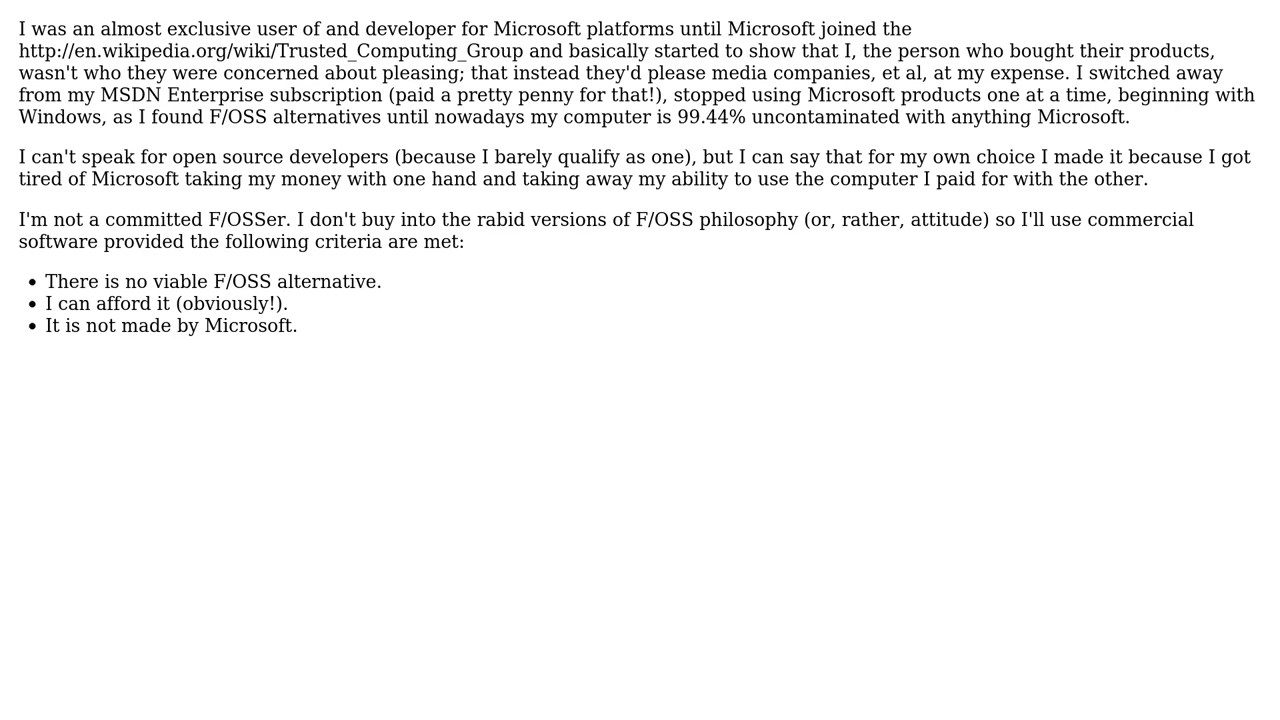 I was an almost exclusive user of and developer for Microsoft platforms until Microsoft joined the
http://en.wikipedia.org/wiki/Trusted_Computing_Group and basically started to show that I, the person who bought their products,
wasn't who they were concerned about pleasing; that instead they'd please media companies, et al, at my expense. I switched away
from my MSDN Enterprise subscription (paid a pretty penny for that!), stopped using Microsoft products one at a time, beginning with
Windows, as I found F/OSS alternatives until nowadays my computer is 99.44% uncontaminated with anything Microsoft.
I can't speak for open source developers (because I barely qualify as one), but I can say that for my own choice I made it because I got
tired of Microsoft taking my money with one hand and taking away my ability to use the computer I paid for with the other.
I'm not a committed F/OSSer. I don't buy into the rabid versions of F/OSS philosophy (or, rather, attitude) so I'll use commercial
software provided the following criteria are met:
• There is no viable F/OSS alternative.
• I can afford it (obviously!).
• It is not made by Microsoft.